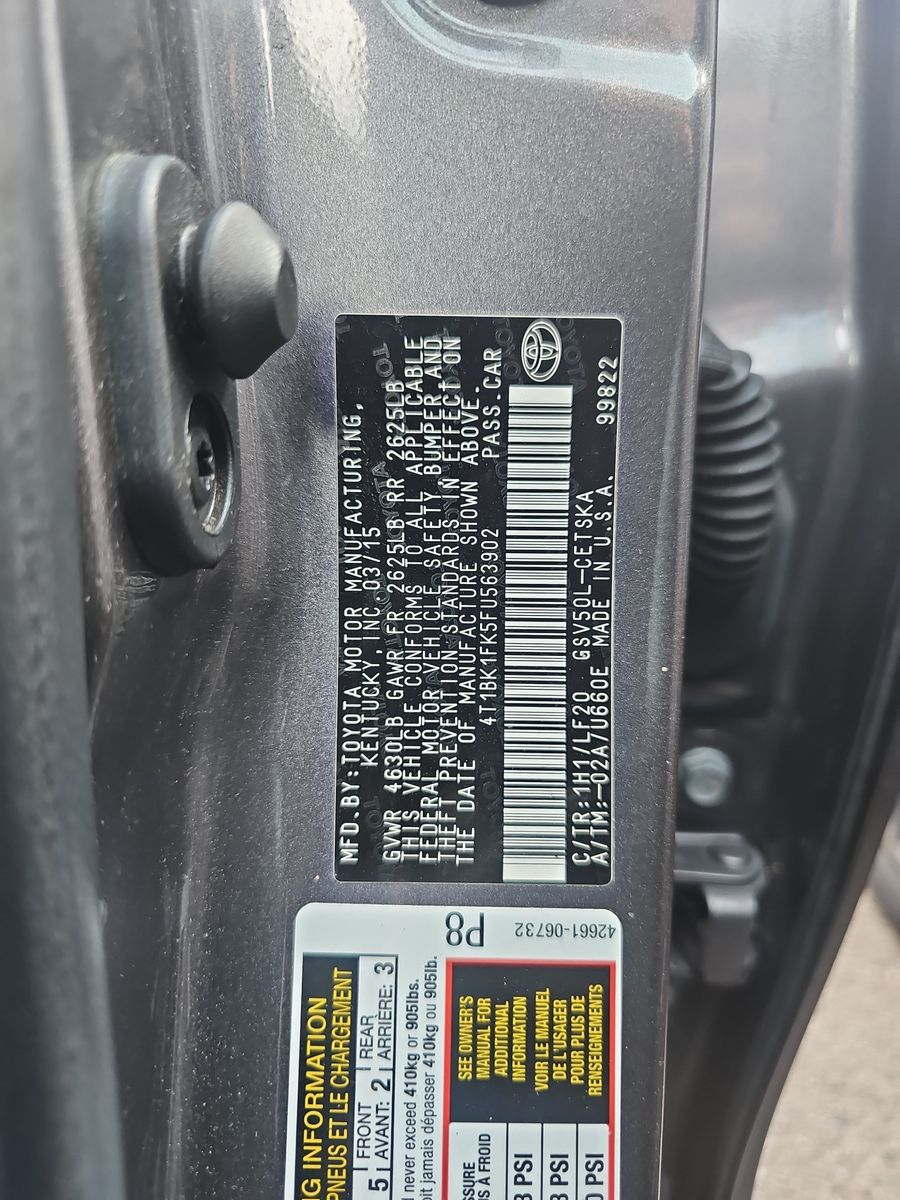 MFD.BY:TOYOTA MOTOR MANUFACTURING,
KENTUCKY INC 03/15
GVWR 4630LB GAWR FR 2625LB RR 2625LB
THIS VEHICLE CONFORMS TO ALL APPLICABLE
FEDERAL MOTOR VEHICLE SAFETY, BUMPER, AND
THEFT PREVENTION STANDARDS IN EFFECT ON
THE DATE OF MANUFACTURE SHOWN ABOVE.
4T1BK1FK5FU563902 PASS.CAR
C/TR:1H1/LF20 GSV50L-CETSKA
A/TM:-02A/U660E MADE IN U.S.A. 99822
P8
42661-06732
INFORMATION
PNEUS ET LE CHARGEMENT
5 FRONT 2 REAR 3
AVANT: ARRIÈRE:
never exceed 410kg or 905lbs.
jamais dépasser 410kg ou 905lb.
SEE OWNER'S
MANUAL FOR
ADDITIONAL
INFORMATION
VOIR LE MANUEL
DE L'USAGER
POUR PLUS DE
RENSEIGNEMENTS
À FROID
PSI
PSI
PSI